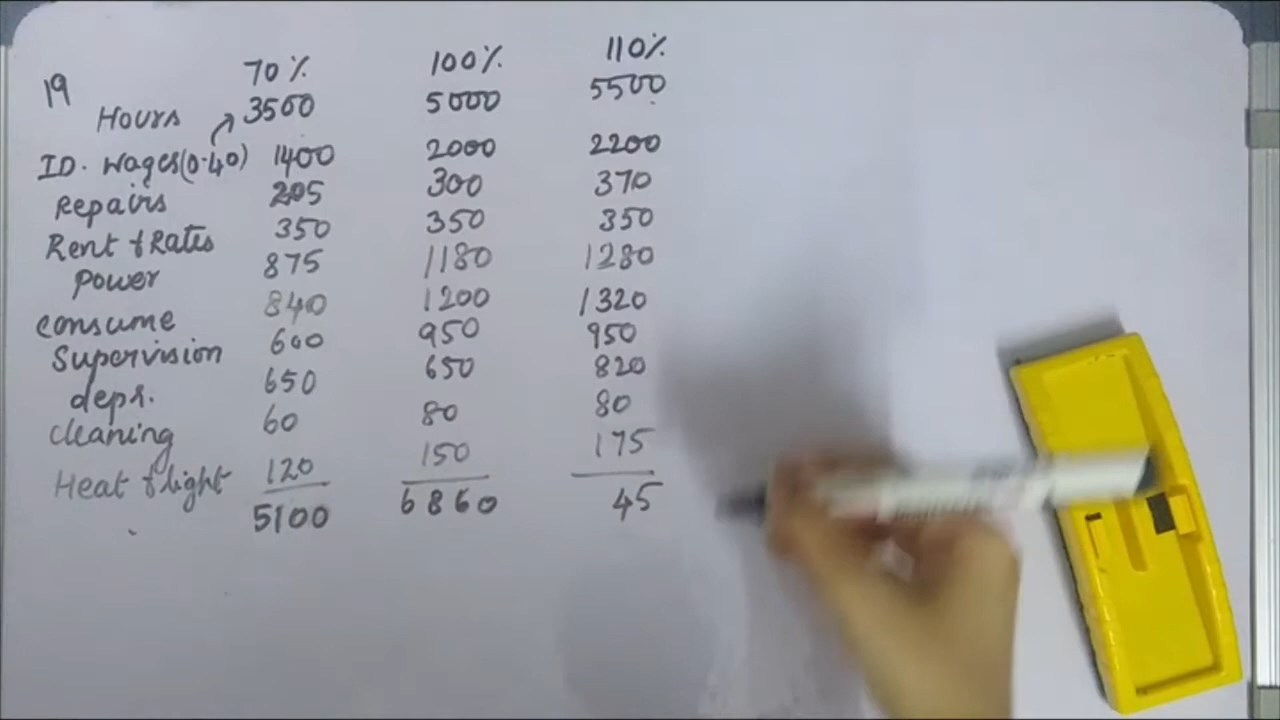 19 70% 100% 110%
Hours 3500 5000 5500
ID. Wages(0.40) 1400 2000 2200
Repairs 205 300 370
Rent & Rates 350 350 350
Power 875 1180 1280
consume 840 1200 1320
Supervision 600 950 950
depr. 650 650 820
cleaning 60 80 80
Heat & light 120 150 175
5100 6860 45